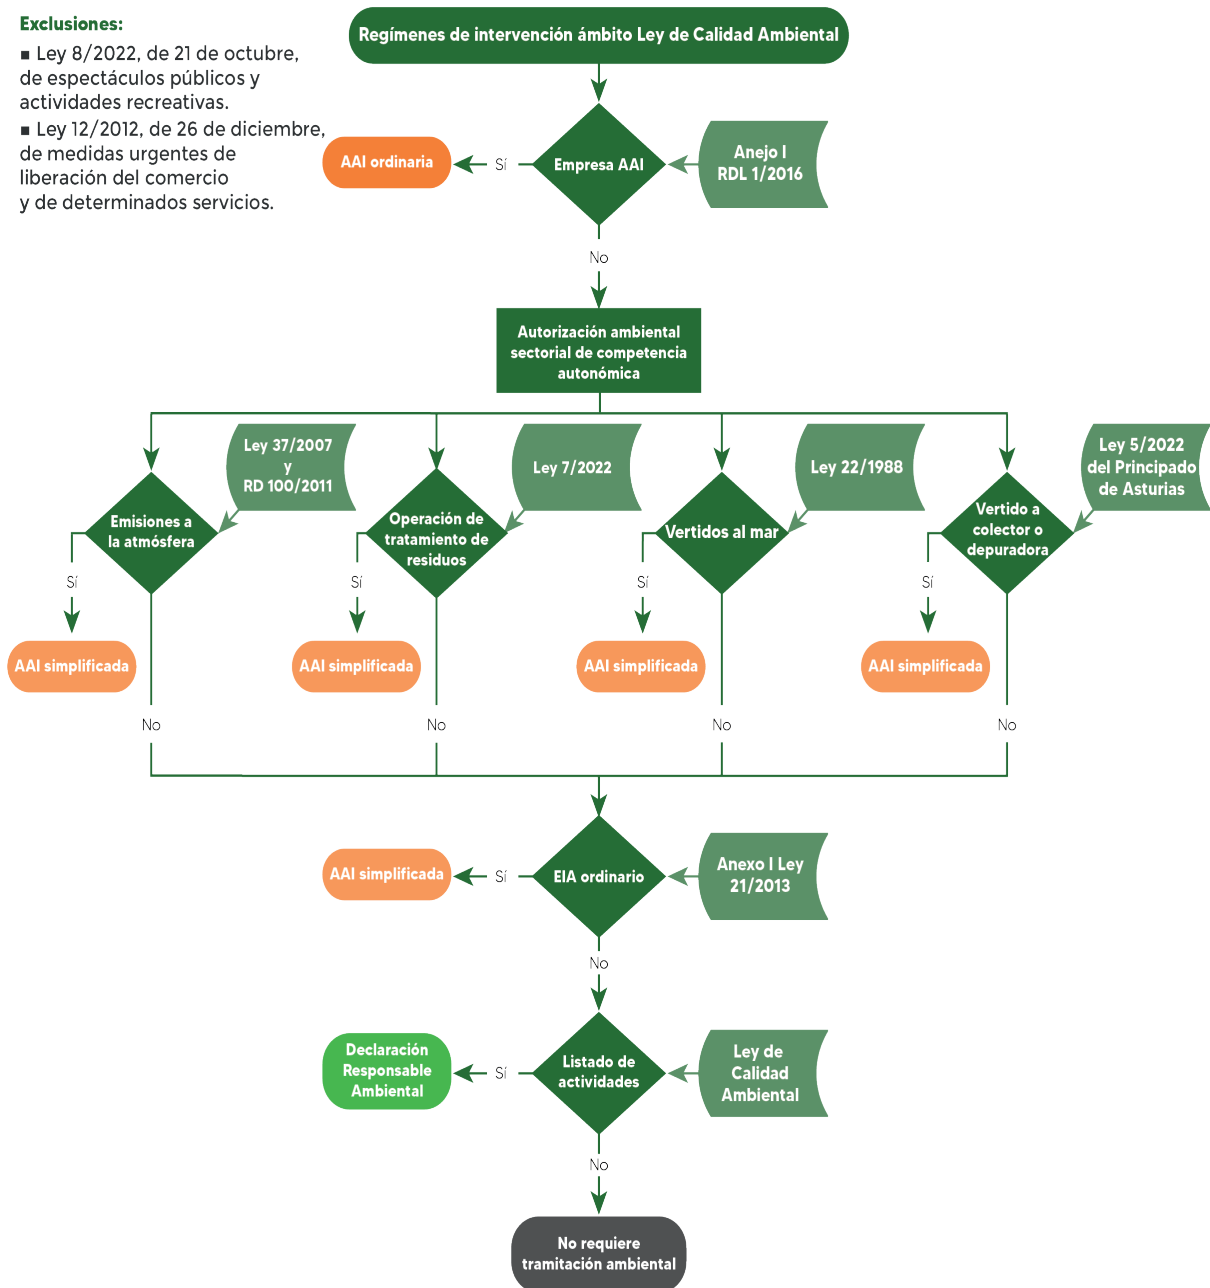 Exclusiones:
■ Ley 8/2022, de 21 de octubre,
de espectáculos públicos y
actividades recreativas.
■ Ley 12/2012, de 26 de diciembre,
de medidas urgentes de
liberación del comercio
y de determinados servicios.
Regímenes de intervención ámbito Ley de Calidad Ambiental
AAI ordinaria
Sí
Empresa AAI
Anejo I
RDL 1/2016
No
Autorización ambiental
sectorial de competencia
autonómica
Ley 37/2007
y
RD 100/2011
Ley 7/2022
Ley 22/1988
Ley 5/2022
del Principado
de Asturias
Emisiones a
la atmósfera
Operación de
tratamiento de
residuos
Vertidos al mar
Vertido a
colector o
depuradora
Sí
Sí
Sí
Sí
AAI simplificada
AAI simplificada
AAI simplificada
AAI simplificada
No
No
No
No
AAI simplificada
Sí
EIA ordinario
Anexo I Ley
21/2013
No
Declaración
Responsable
Ambiental
Sí
Listado de
actividades
Ley de
Calidad
Ambiental
No
No requiere
tramitación ambiental